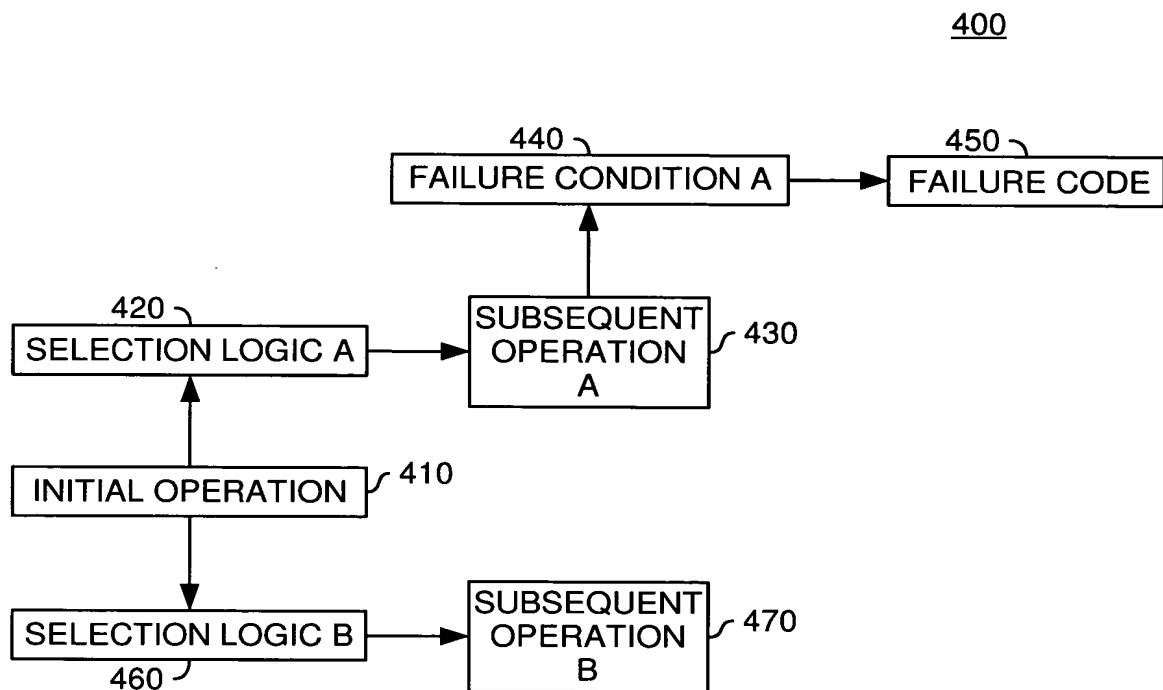 400
440
450
FAILURE CONDITION A
FAILURE CODE
420
SELECTION LOGIC A
SUBSEQUENT
OPERATION
A
430
INITIAL OPERATION
410
SELECTION LOGIC B
460
SUBSEQUENT
OPERATION
B
470